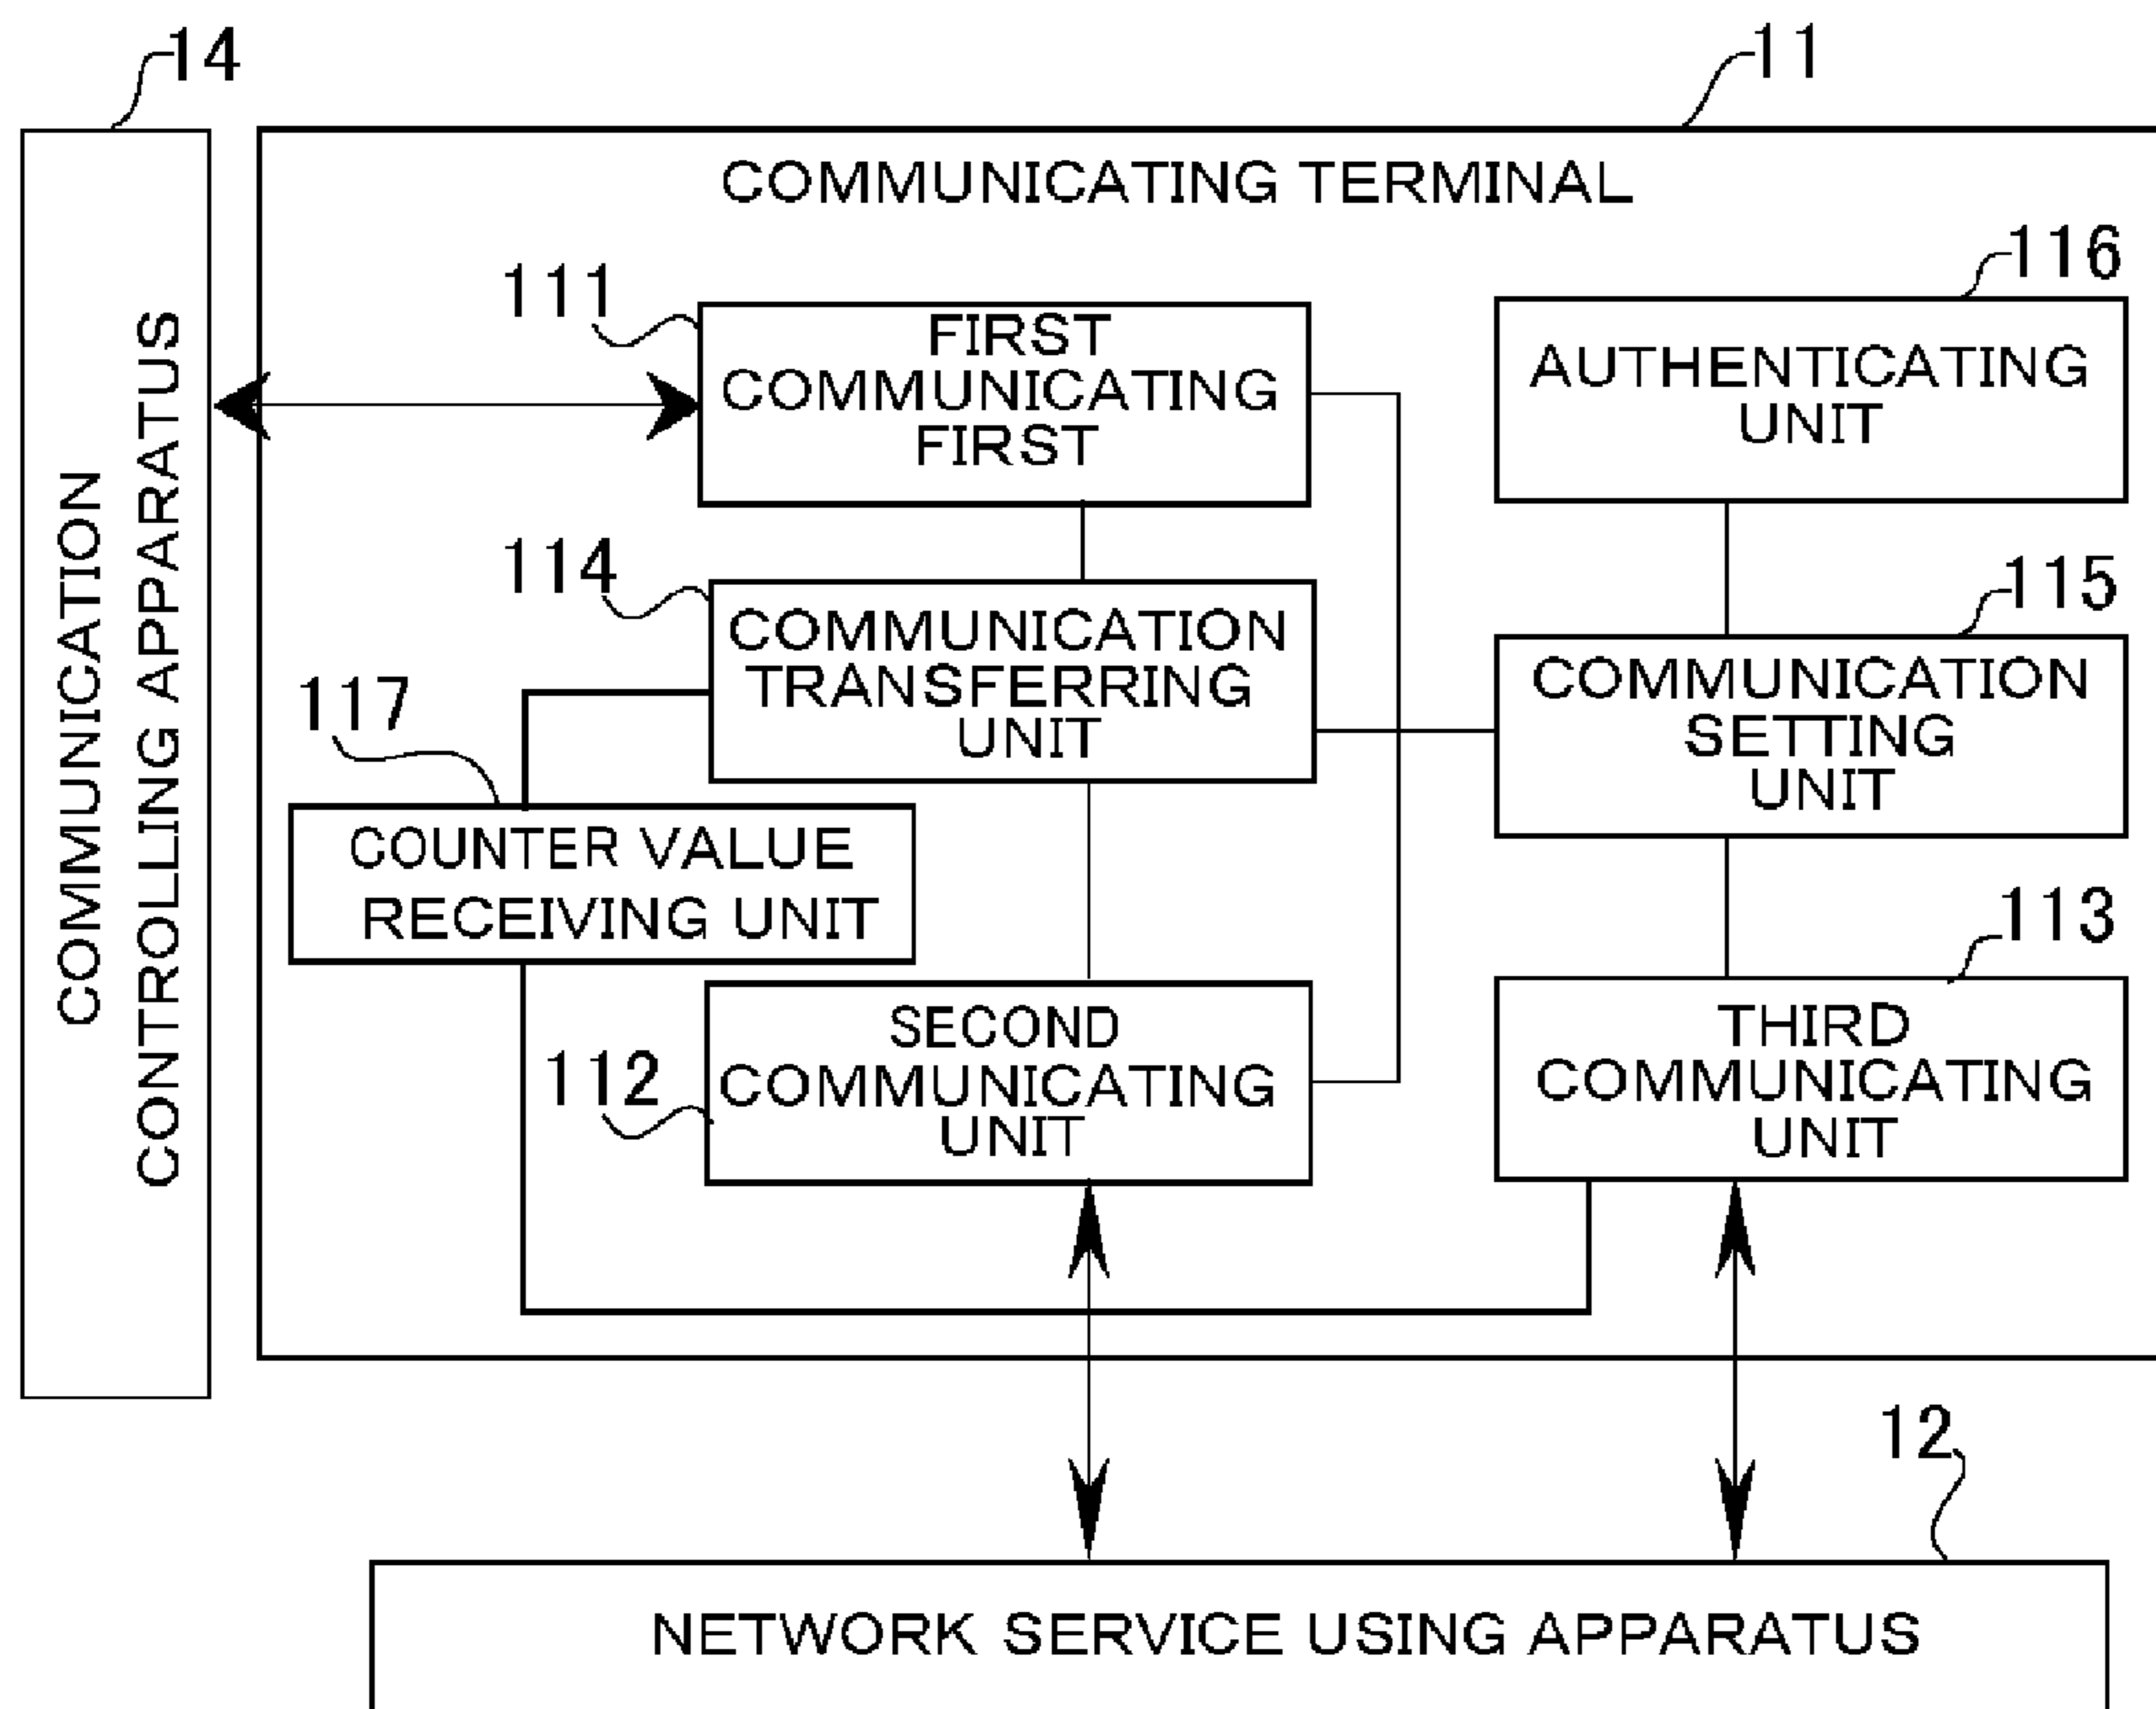 14
11
COMMUNICATION
CONTROLLING APPARATUS
COMMUNICATING TERMINAL
111
FIRST
COMMUNICATING
FIRST
116
AUTHENTICATING
UNIT
114
COMMUNICATION
TRANSFERRING
UNIT
115
COMMUNICATION
SETTING
UNIT
117
COUNTER VALUE
RECEIVING UNIT
112
SECOND
COMMUNICATING
UNIT
113
THIRD
COMMUNICATING
UNIT
12
NETWORK SERVICE USING APPARATUS